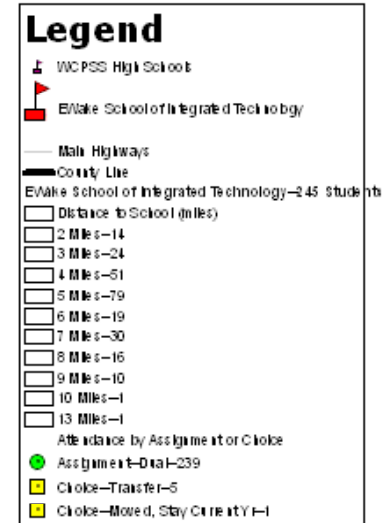 Legend
WCPSS High Schools
EWake School of Integrated Technology
Main Highways
County Line
EWake School of Integrated Technology--245 Students
Distance to School (miles)
2 Miles--14
3 Miles--24
4 Miles--51
5 Miles--79
6 Miles--19
7 Miles--30
8 Miles--16
9 Miles--10
10 Miles--1
13 Miles--1
Attendance by Assignment or Choice
Assignment--Dual--239
Choice--Transfer--5
Choice--Moved, Stay Current Yr--1